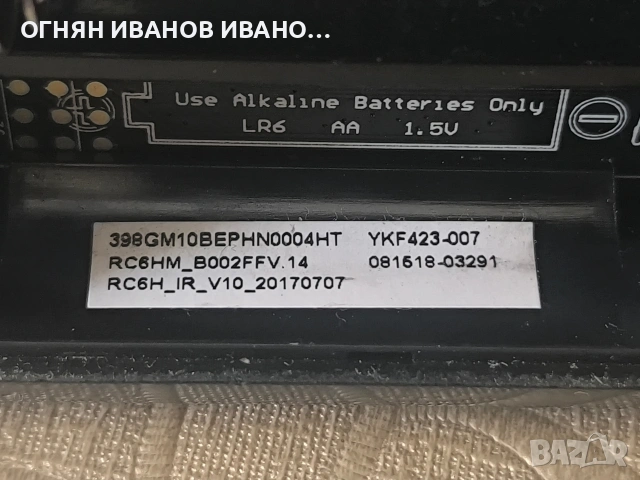 ОГНЯН ИВАНОВ ИВАНО...
Use Alkaline Batteries Only
LR6 AA 1.5V
398GM10BEPHN0004HT YKF423-007
RC6HM_B002FFV.14 081618-03291
RC6H_IR_V10_20170707
BAZAR